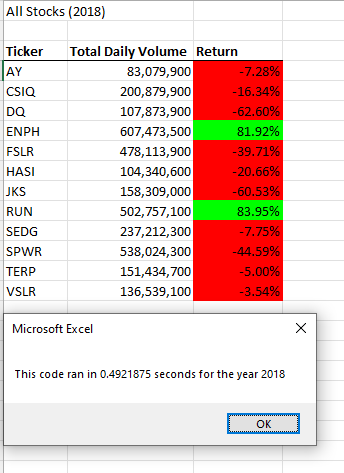 All Stocks (2018)
Ticker Total Daily Volume Return
AY 83,079,900 -7.28%
CSIQ 200,879,900 -16.34%
DQ 107,873,900 -62.60%
ENPH 607,473,500 81.92%
FSLR 478,113,900 -39.71%
HASI 104,340,600 -20.66%
JKS 158,309,000 -60.53%
RUN 502,757,100 83.95%
SEDG 237,212,300 -7.75%
SPWR 538,024,300 -44.59%
TERP 151,434,700 -5.00%
VSLR 136,539,100 -3.54%
Microsoft Excel
This code ran in 0.4921875 seconds for the year 2018
OK